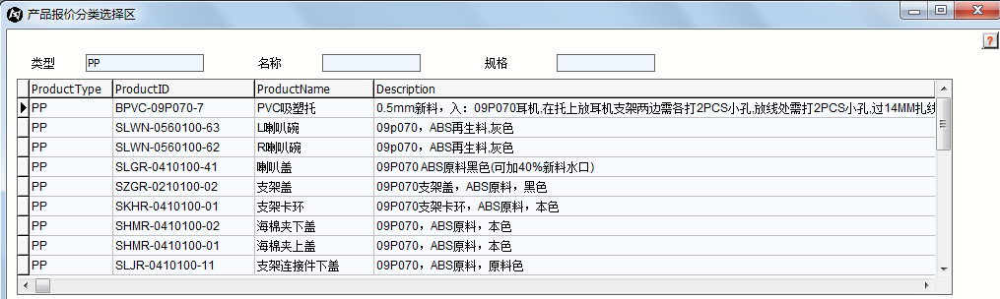 产品报价分类选择区
?
类型 PP 名称 规格
ProductType ProductID ProductName Description
PP BPVC-09P070-7 PVC吸塑托 0.5mm新料，入：09P070耳机,在托上放耳机支架两边需各打2PCS小孔,放线处需打2PCS小孔,过14MM扎线
PP SLWN-0560100-63 L喇叭碗 09p070，ABS再生料,灰色
PP SLWN-0560100-62 R喇叭碗 09p070，ABS再生料,灰色
PP SLGR-0410100-41 喇叭盖 09P070 ABS原料黑色(可加40%新料水口)
PP SZGR-0210100-02 支架盖 09P070支架盖，ABS原料，黑色
PP SKHR-0410100-01 支架卡环 09P070支架卡环，ABS原料，本色
PP SHMR-0410100-02 海棉夹下盖 09P070，ABS原料，本色
PP SHMR-0410100-01 海棉夹上盖 09P070，ABS原料，本色
PP SLJR-0410100-11 支架连接件下盖 09P070，ABS原料，原料色